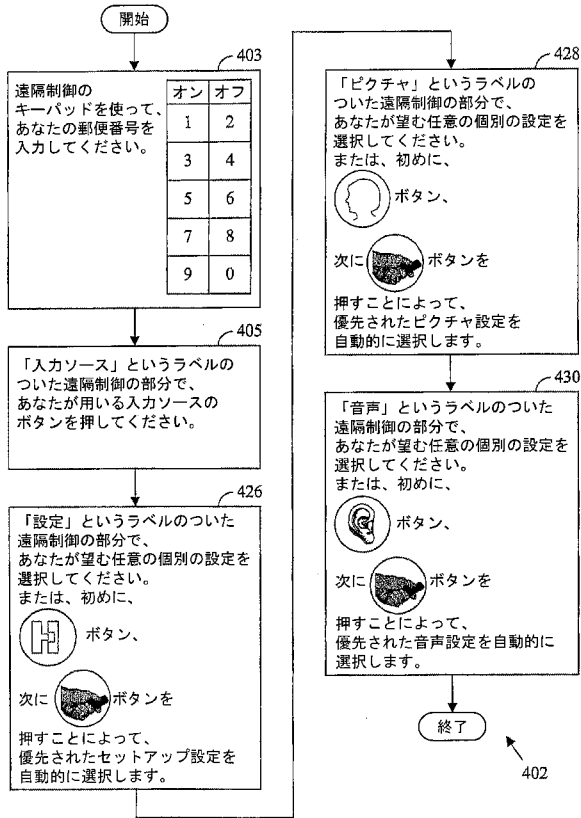 開始
403
遠隔制御の
キーパッドを使って、
あなたの郵便番号を
入力してください。
オン オフ
1 2
3 4
5 6
7 8
9 0
405
「入力ソース」というラベルの
ついた遠隔制御の部分で、
あなたが用いる入力ソースの
ボタンを押してください。
426
「設定」というラベルのついた
遠隔制御の部分で、
あなたが望む任意の個別の設定を
選択してください。
または、初めに、
ボタン、
次に ボタンを
押すことによって、
優先されたセットアップ設定を
自動的に選択します。
428
「ピクチャ」というラベルの
ついた遠隔制御の部分で、
あなたが望む任意の個別の設定を
選択してください。
または、初めに、
ボタン、
次に ボタンを
押すことによって、
優先されたピクチャ設定を
自動的に選択します。
430
「音声」というラベルのついた
遠隔制御の部分で、
あなたが望む任意の個別の設定を
選択してください。
または、初めに、
ボタン、
次に ボタンを
押すことによって、
優先された音声設定を自動的に
選択します。
終了
402